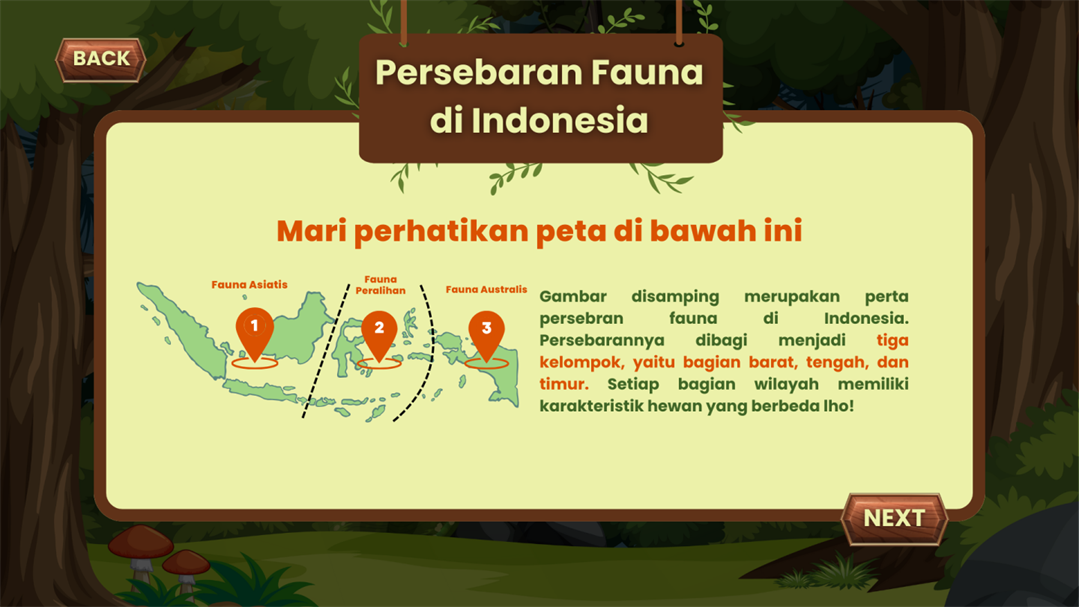 BACK
Persebaran Fauna
di Indonesia
Mari perhatikan peta di bawah ini
Fauna Asiatis
Fauna
Peralihan
Fauna Australis
1
2
3
Gambar disamping merupakan perta
persebran fauna di Indonesia.
Persebarannya dibagi menjadi tiga
kelompok, yaitu bagian barat, tengah, dan
timur. Setiap bagian wilayah memiliki
karakteristik hewan yang berbeda lho!
NEXT